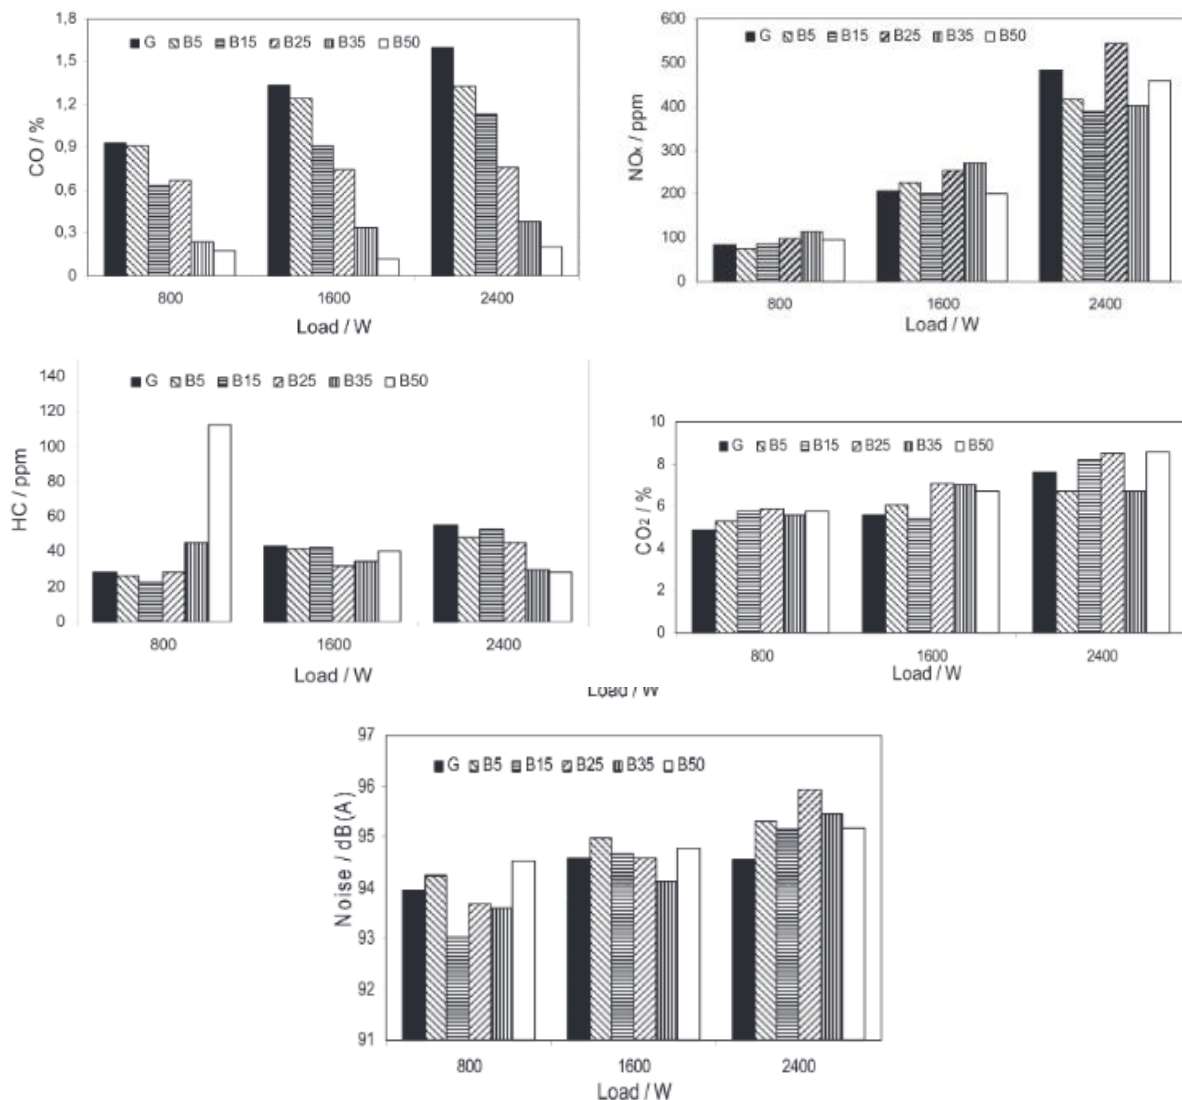 1,8
1,5
1,2
0,9
0,6
0,3
0
CO / %
G B5 B15 B25 B35 B50
800 1600 2400
Load / W
600
500
400
300
200
100
0
NOx / ppm
G B5 B15 B25 B35 B50
800 1600 2400
Load / W
140
120
100
80
60
40
20
0
HC / ppm
G B5 B15 B25 B35 B50
800 1600 2400
Load / W
10
8
6
4
2
0
CO2 / %
G B5 B15 B25 B35 B50
800 1600 2400
Load / W
Load / W
97
96
95
94
93
92
91
Noise / dB(A)
G B5 B15 B25 B35 B50
800 1600 2400
Load / W